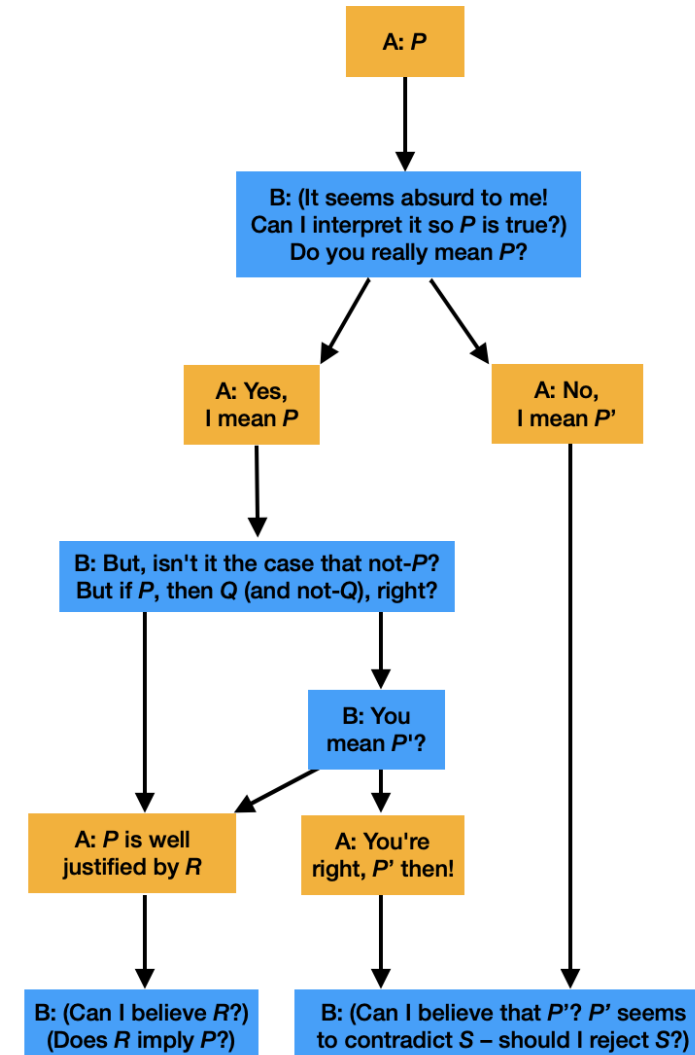 A: P
B: (It seems absurd to me!
Can I interpret it so P is true?)
Do you really mean P?
A: Yes,
I mean P
A: No,
I mean P’
B: But, isn't it the case that not-P?
But if P, then Q (and not-Q), right?
B: You
mean P'?
A: P is well
justified by R
A: You're
right, P’ then!
B: (Can I believe R?)
(Does R imply P?)
B: (Can I believe that P’? P’ seems
to contradict S – should I reject S?)